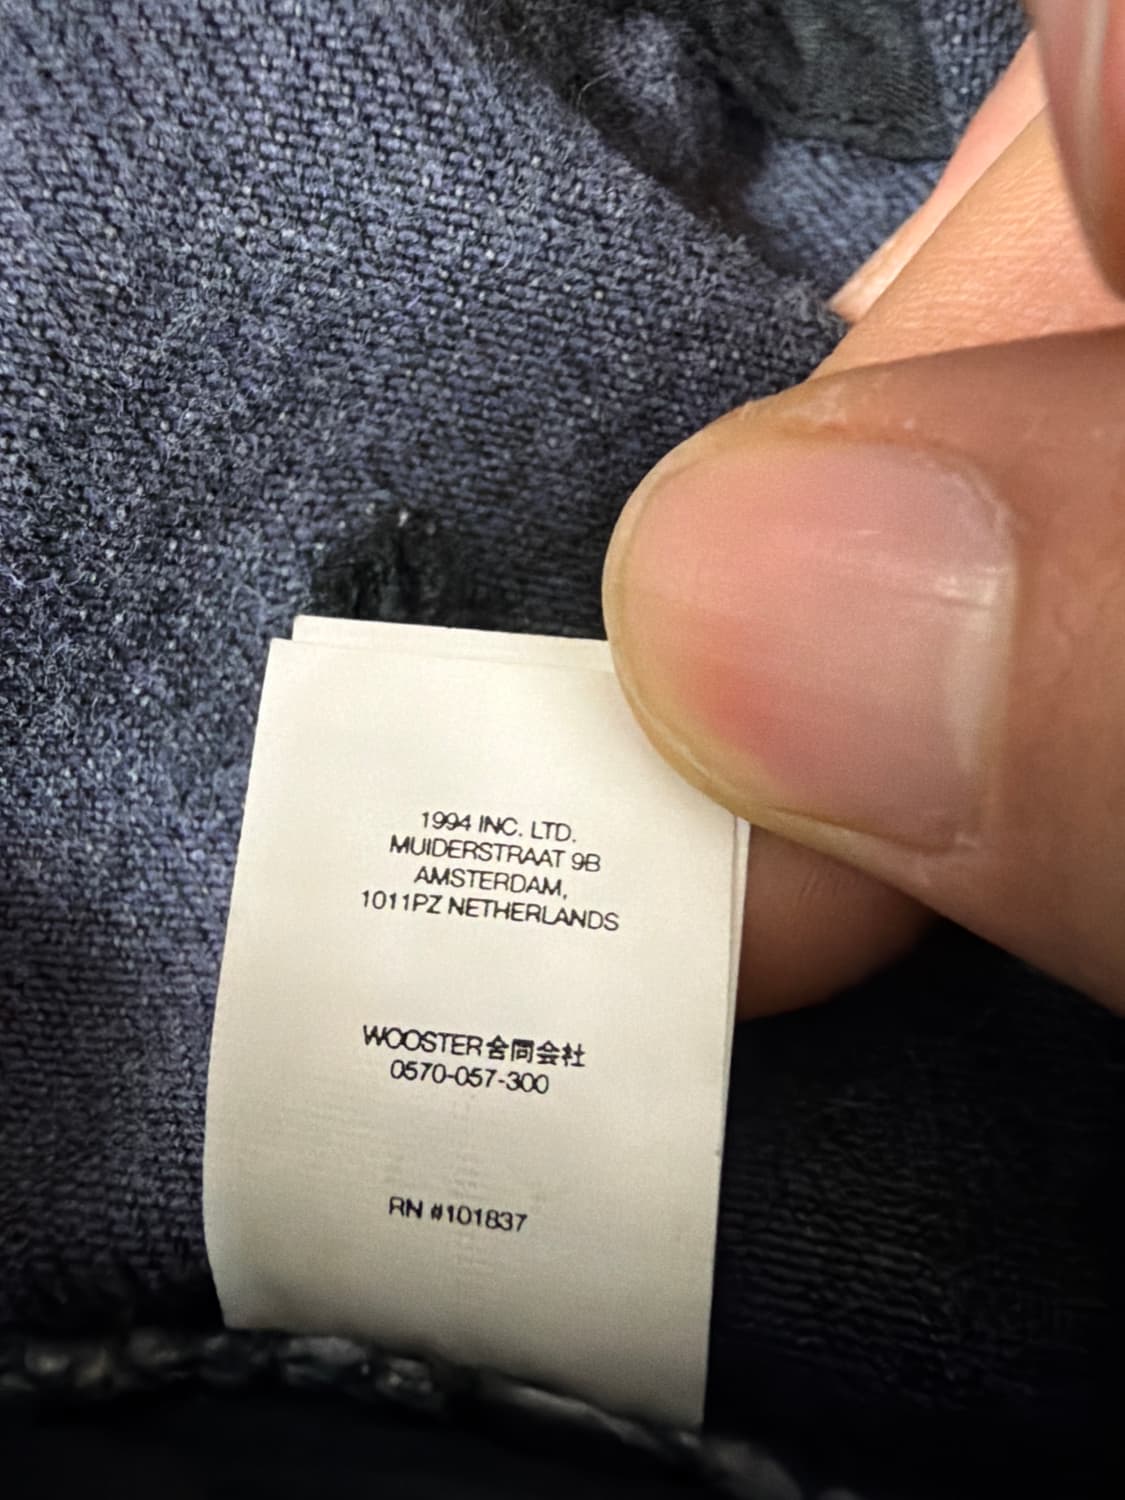 1994 INC. LTD.
MUIDERSTRAAT 9B
AMSTERDAM,
1011PZ NETHERLANDS
WOOSTER合同会社
0570-057-300
RN #101837